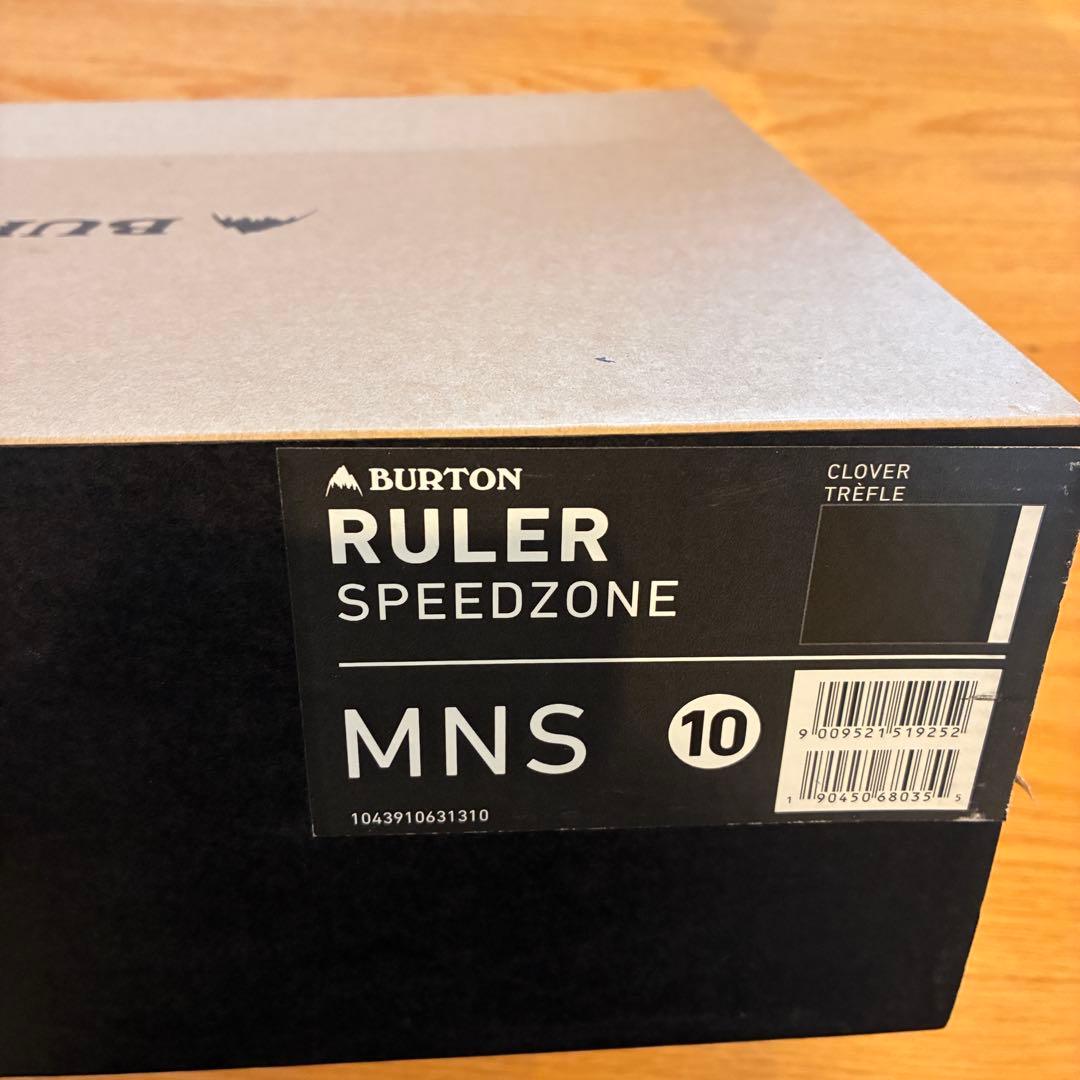 BURTON
RULER
SPEEDZONE
CLOVER
TRÈFLE
MNS
10
9 009521 519252
1 90450 68035 5
1043910631310